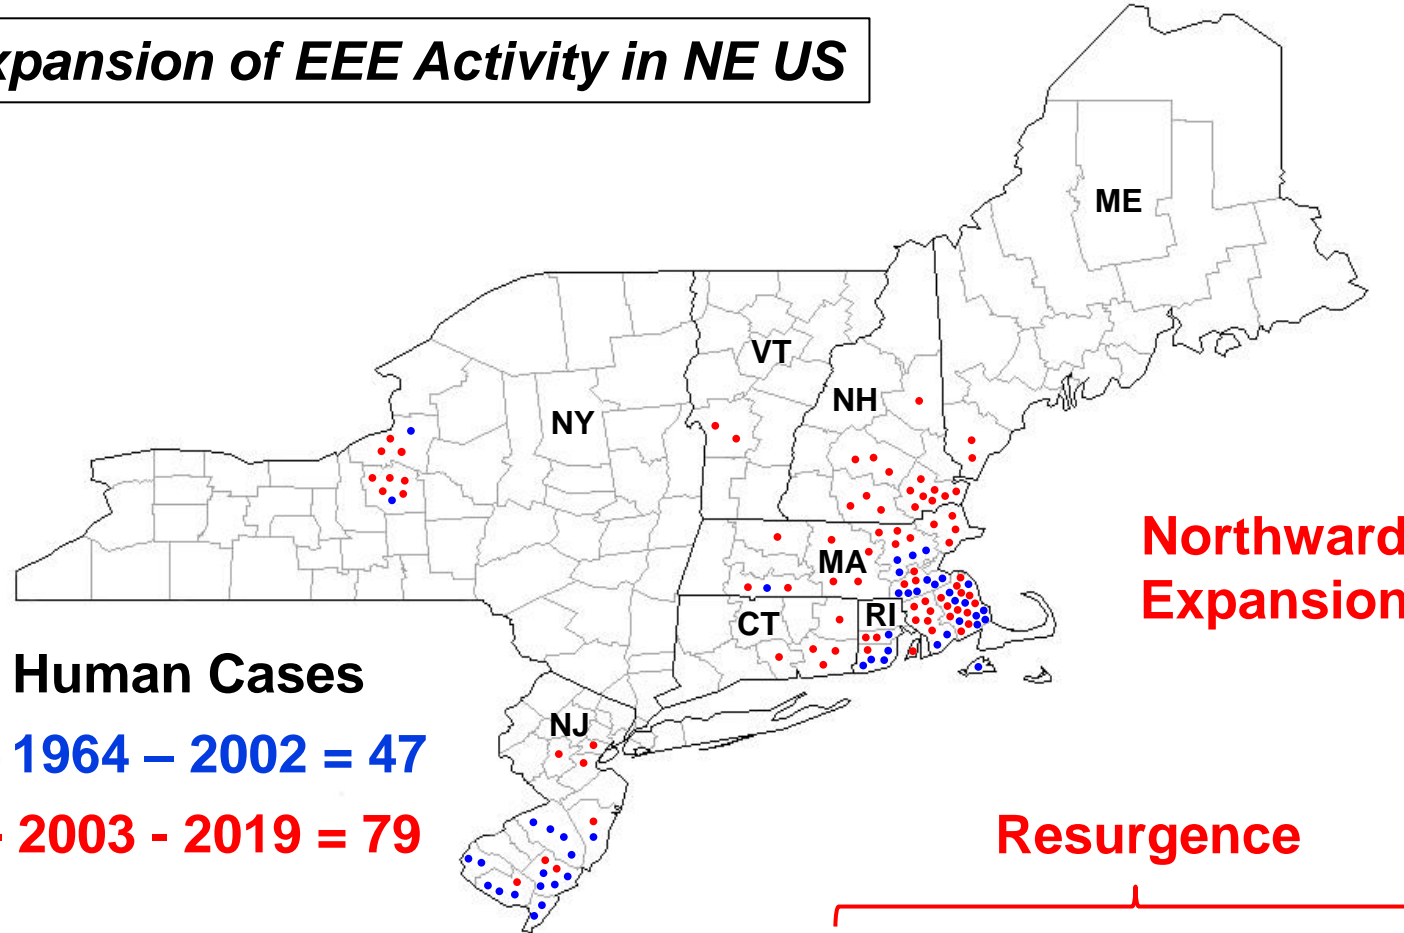 xpansion of EEE Activity in NE US
ME
VT
NH
NY
MA
CT
RI
NJ
Northward
Expansion
Human Cases
1964 – 2002 = 47
- 2003 - 2019 = 79
Resurgence